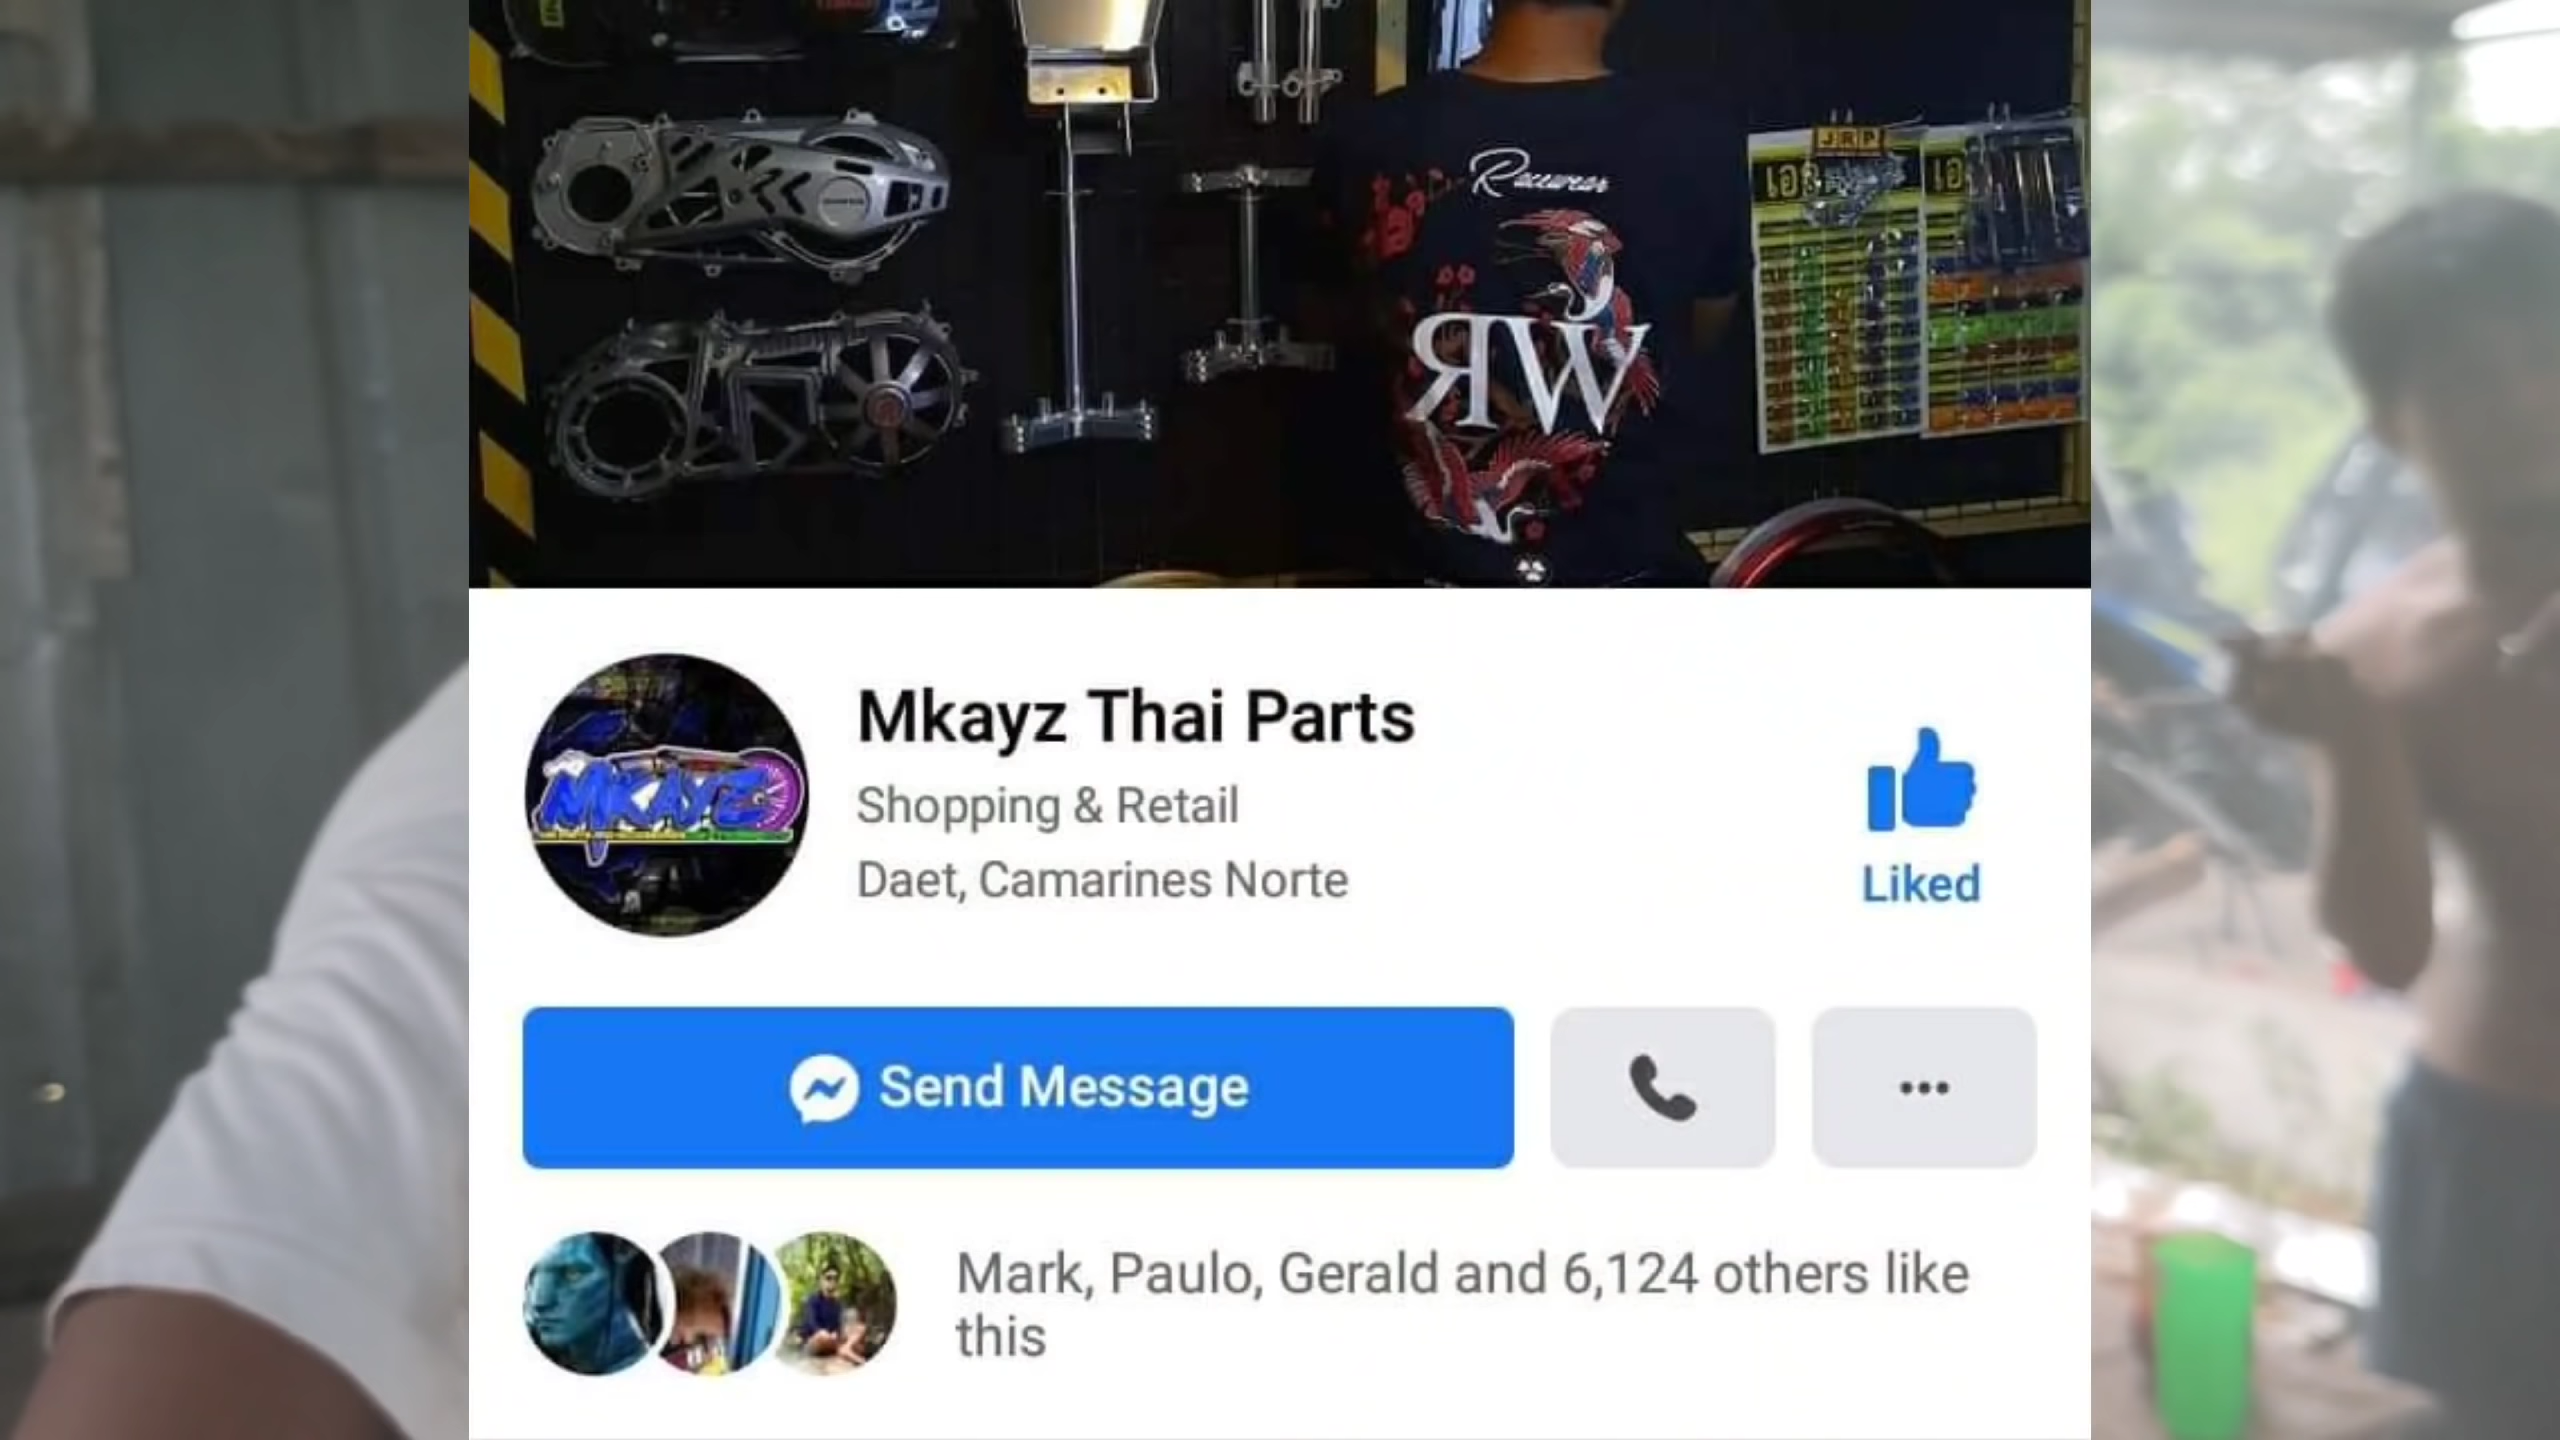 Racewear
JRP
RW
MKAYZ
Mkayz Thai Parts
Shopping & Retail
Daet, Camarines Norte
Liked
Send Message
Mark, Paulo, Gerald and 6,124 others like
this